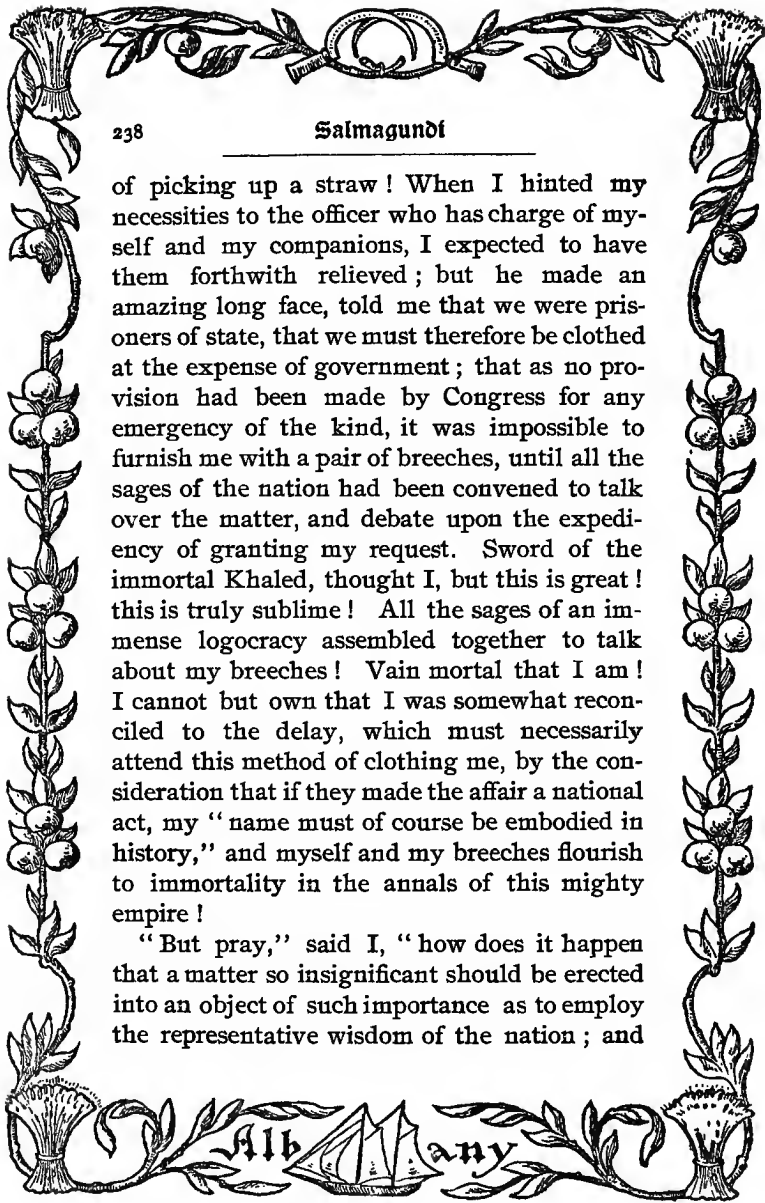 238 Salmagundi
of picking up a straw ! When I hinted my
necessities to the officer who has charge of my-
self and my companions, I expected to have
them forthwith relieved ; but he made an
amazing long face, told me that we were pris-
oners of state, that we must therefore be clothed
at the expense of government ; that as no pro-
vision had been made by Congress for any
emergency of the kind, it was impossible to
furnish me with a pair of breeches, until all the
sages of the nation had been convened to talk
over the matter, and debate upon the expedi-
ency of granting my request. Sword of the
immortal Khaled, thought I, but this is great !
this is truly sublime ! All the sages of an im-
mense logocracy assembled together to talk
about my breeches ! Vain mortal that I am !
I cannot but own that I was somewhat recon-
ciled to the delay, which must necessarily
attend this method of clothing me, by the con-
sideration that if they made the affair a national
act, my “ name must of course be embodied in
history,” and myself and my breeches flourish
to immortality in the annals of this mighty
empire !
“ But pray,” said I, “ how does it happen
that a matter so insignificant should be erected
into an object of such importance as to employ
the representative wisdom of the nation ; and
Alb any